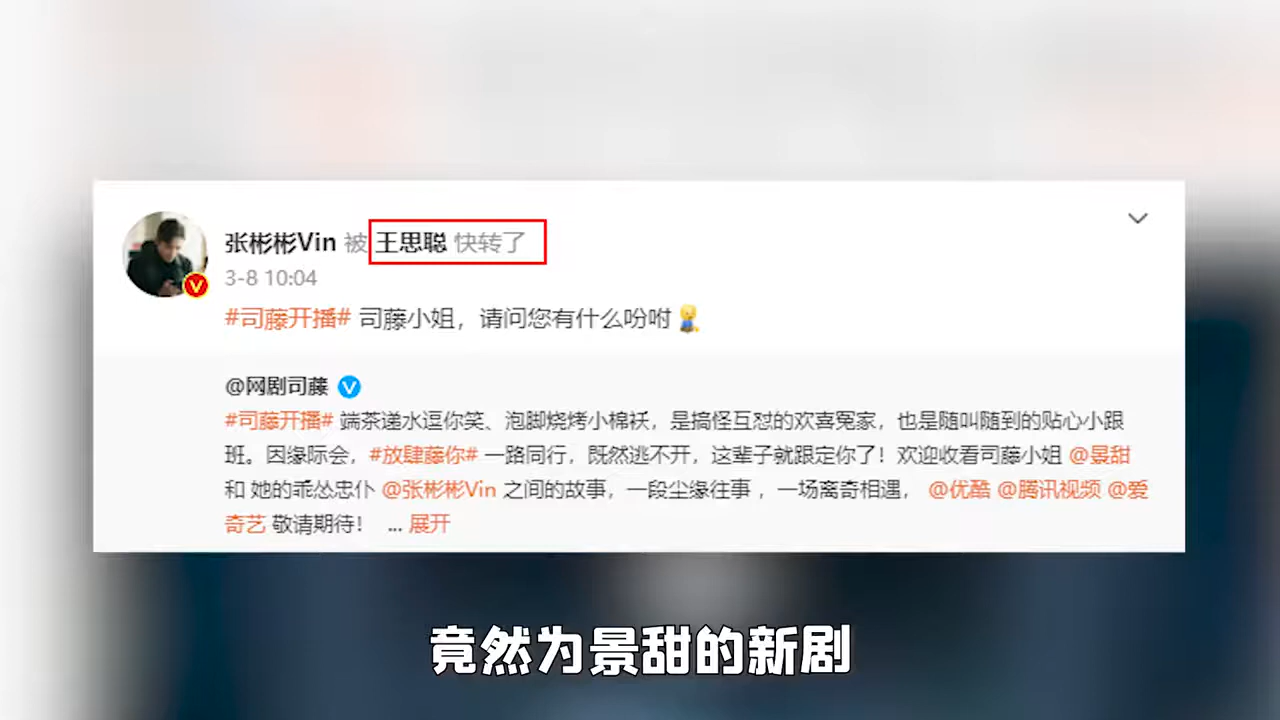 张彬彬Vin 被 王思聪 快转了
3-8 10:04
#司藤开播# 司藤小姐，请问您有什么吩咐
@网剧司藤
#司藤开播# 端茶递水逗你笑、泡脚烧烤小棉袄，是搞怪互怼的欢喜冤家，也是随叫随到的贴心小跟
班。因缘际会，#放肆藤你# 一路同行，既然逃不开，这辈子就跟定你了！欢迎收看司藤小姐 @景甜
和 她的乖怂忠仆 @张彬彬Vin 之间的故事，一段尘缘往事 ，一场离奇相遇， @优酷 @腾讯视频 @爱
奇艺 敬请期待！ ... 展开
竟然为景甜的新剧